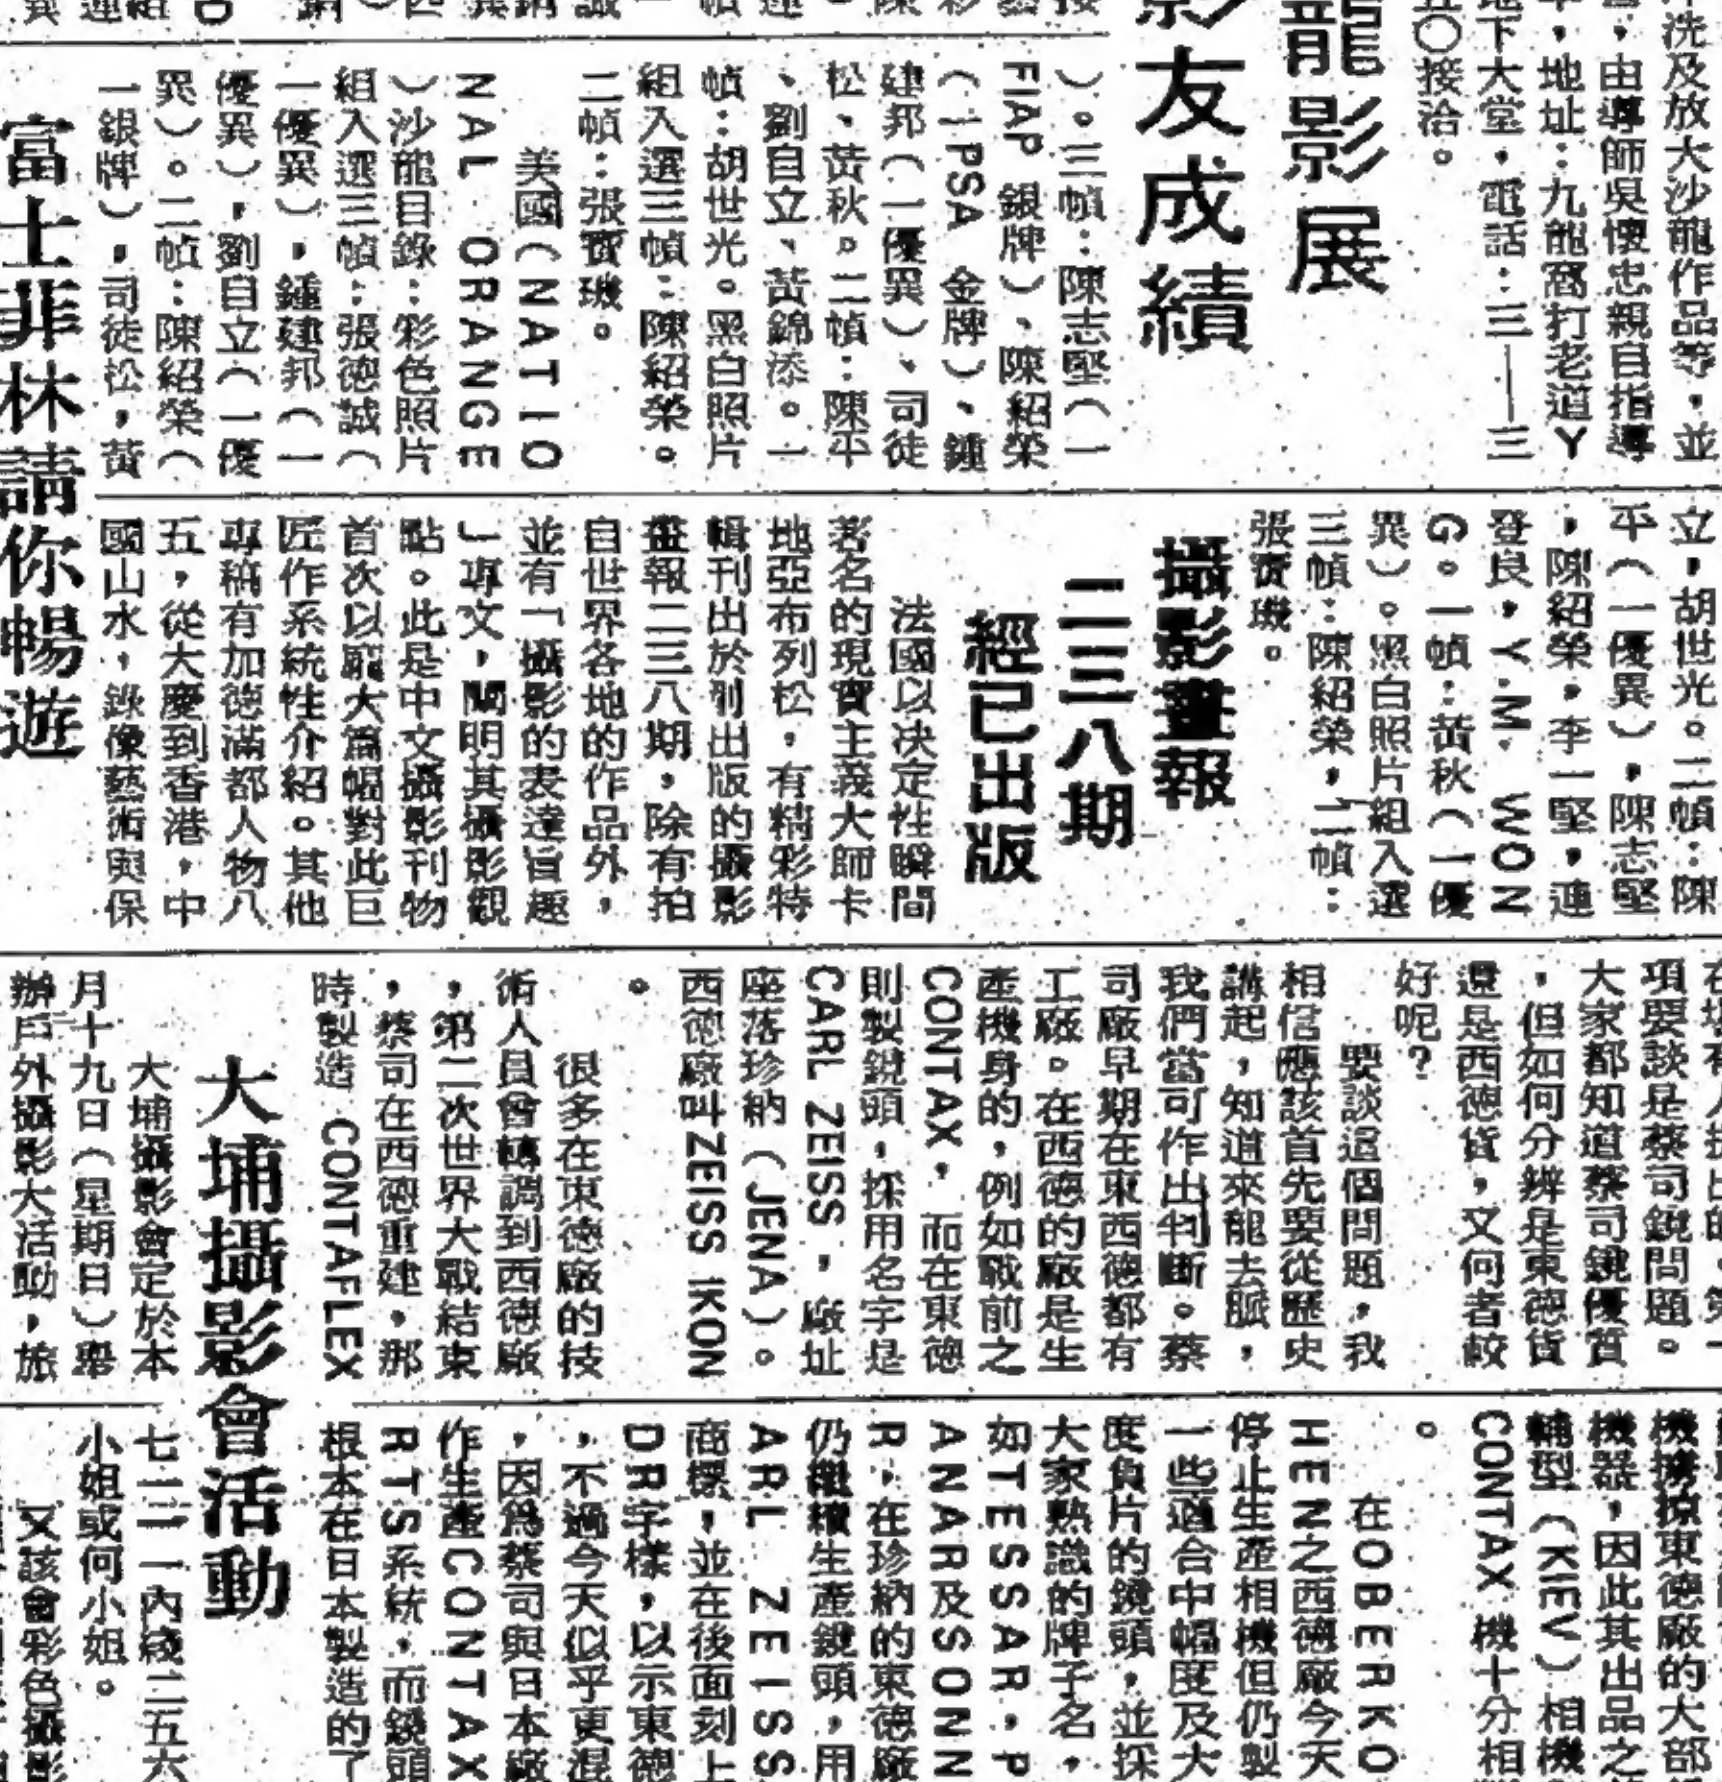 洗及放大沙龍作品等，並
，由導師吳懷忠親自指導
，地址：九龍窩打老道Y
地下大堂，電話：三——三
五〇接洽。
龍影展
影友成績
）。三幀：陳志堅（一
FIAP 銀牌）、陳紹榮
（一PSA 金牌）、鍾
建邦（一優異）、司徒
松、黃秋。二幀：陳平
、劉自立、黃錦添。一
幀：胡世光。黑白照片
組入選三幀：陳紹榮。
二幀：張寶璣。
美國（NATIO
NAL ORANGE
）沙龍目錄：彩色照片
組入選三幀：張德誠（
一優異），鍾建邦（一
優異），劉自立（一優
異）。二幀：陳紹榮（
一銀牌），司徒松，黃
富士菲林請你暢遊
立，胡世光。二幀：陳
平（一優異），陳志堅
，陳紹榮，李一堅，連
登良，Y.M. WON
G。一幀：黃秋（一優
異）。黑白照片組入選
三幀：陳紹榮，二幀：
張寶璣。
攝影畫報
二三八期
經已出版
法國以决定性瞬間
著名的現實主義大師卡
地亞布列松，有精彩特
輯刊出於剛出版的攝影
畫報二三八期，除有拍
自世界各地的作品外，
並有「攝影的表達旨趣
」專文，闡明其攝影觀
點。此是中文攝影刊物
首次以龐大篇幅對此巨
匠作系統性介紹。其他
專稿有加德滿都人物八
五，從大慶到香港，中
國山水，錄像藝術與保
項要談是蔡司鏡問題。
大家都知道蔡司鏡優質
，但如何分辨是東德貨
還是西德貨，又何者較
好呢？
要談這個問題，我
相信應該首先要從歷史
講起，知道來龍去脈，
我們當可作出判斷。蔡
司廠早期在東西德都有
工廠。在西德的廠是生
產機身的，例如戰前之
CONTAX，而在東德
則製鏡頭，採用名字是
CARL ZEISS，廠址
座落珍納（JENA）。
西德廠叫ZEISS IKON
。
很多在東德廠的技
術人員會轉調到西德廠
，第二次世界大戰結束
，蔡司在西德重建，那
時製造 CONTAFLEX
大埔攝影會活動
大埔攝影會定於本
月十九日（星期日）舉
辦戶外攝影大活動，旅
機搬掠東德廠的大部
機器，因此其出品之
輔型（KIEV）相機
CONTAX 機十分相
。
在OBERKO
HEN之西德廠今天
停止生產相機但仍製
一些適合中幅度及大
度負片的鏡頭，並採
大家熟識的牌子名，
如TESSAR，P
ANAR及SONN
R，在珍納的東德廠
仍繼續生產鏡頭，用
ARL ZEISS
商標，並在後面刻上
DR字樣，以示東德
，不過今天似乎更混
，因爲蔡司與日本廠
作生產CONTAX
RTS系統，而鏡頭
根本在日本製造的了
七二一一內綫二五六
小姐或何小姐。
又該會彩色攝影